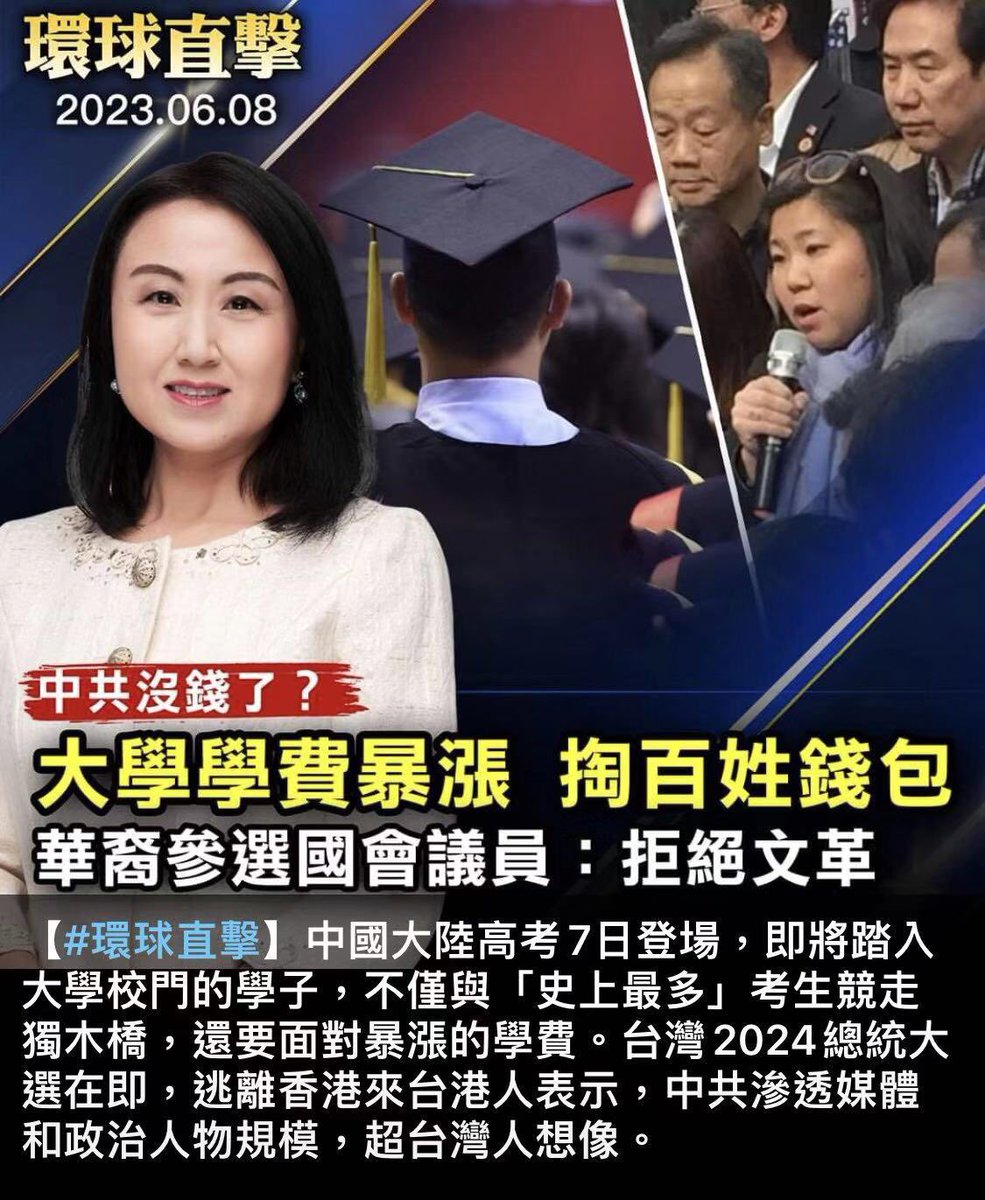 環球直擊
2023.06.08
中共沒錢了？
大學學費暴漲 掏百姓錢包
華裔參選國會議員：拒絕文革
【#環球直擊】中國大陸高考7日登場，即將踏入
大學校門的學子，不僅與「史上最多」考生競走
獨木橋，還要面對暴漲的學費。台灣2024總統大
選在即，逃離香港來台港人表示，中共滲透媒體
和政治人物規模，超台灣人想像。